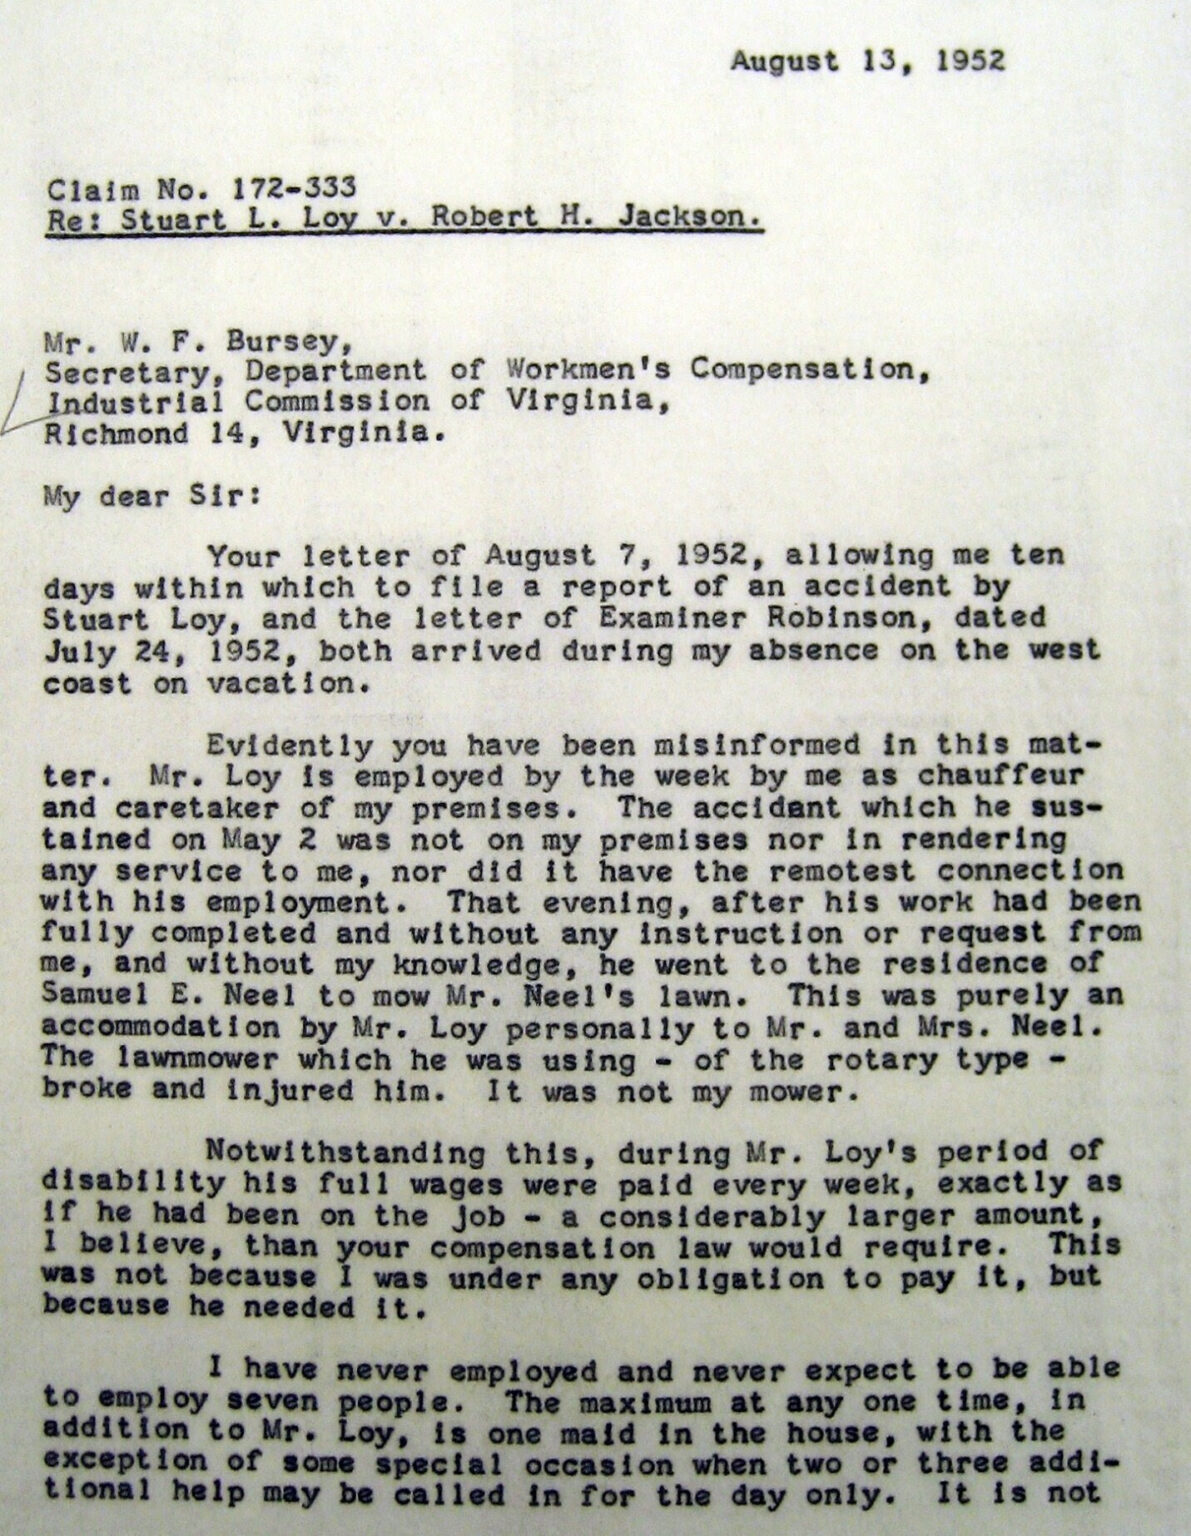 August 13, 1952
Claim No. 172-333
Re: Stuart L. Loy v. Robert H. Jackson.
Mr. W. F. Bursey,
Secretary, Department of Workmen's Compensation,
Industrial Commission of Virginia,
Richmond 14, Virginia.
My dear Sir:
Your letter of August 7, 1952, allowing me ten
days within which to file a report of an accident by
Stuart Loy, and the letter of Examiner Robinson, dated
July 24, 1952, both arrived during my absence on the west
coast on vacation.
Evidently you have been misinformed in this mat-
ter. Mr. Loy is employed by the week by me as chauffeur
and caretaker of my premises. The accident which he sus-
tained on May 2 was not on my premises nor in rendering
any service to me, nor did it have the remotest connection
with his employment. That evening, after his work had been
fully completed and without any instruction or request from
me, and without my knowledge, he went to the residence of
Samuel E. Neel to mow Mr. Neel's lawn. This was purely an
accommodation by Mr. Loy personally to Mr. and Mrs. Neel.
The lawnmower which he was using - of the rotary type -
broke and injured him. It was not my mower.
Notwithstanding this, during Mr. Loy's period of
disability his full wages were paid every week, exactly as
if he had been on the job - a considerably larger amount,
I believe, than your compensation law would require. This
was not because I was under any obligation to pay it, but
because he needed it.
I have never employed and never expect to be able
to employ seven people. The maximum at any one time, in
addition to Mr. Loy, is one maid in the house, with the
exception of some special occasion when two or three addi-
tional help may be called in for the day only. It is not